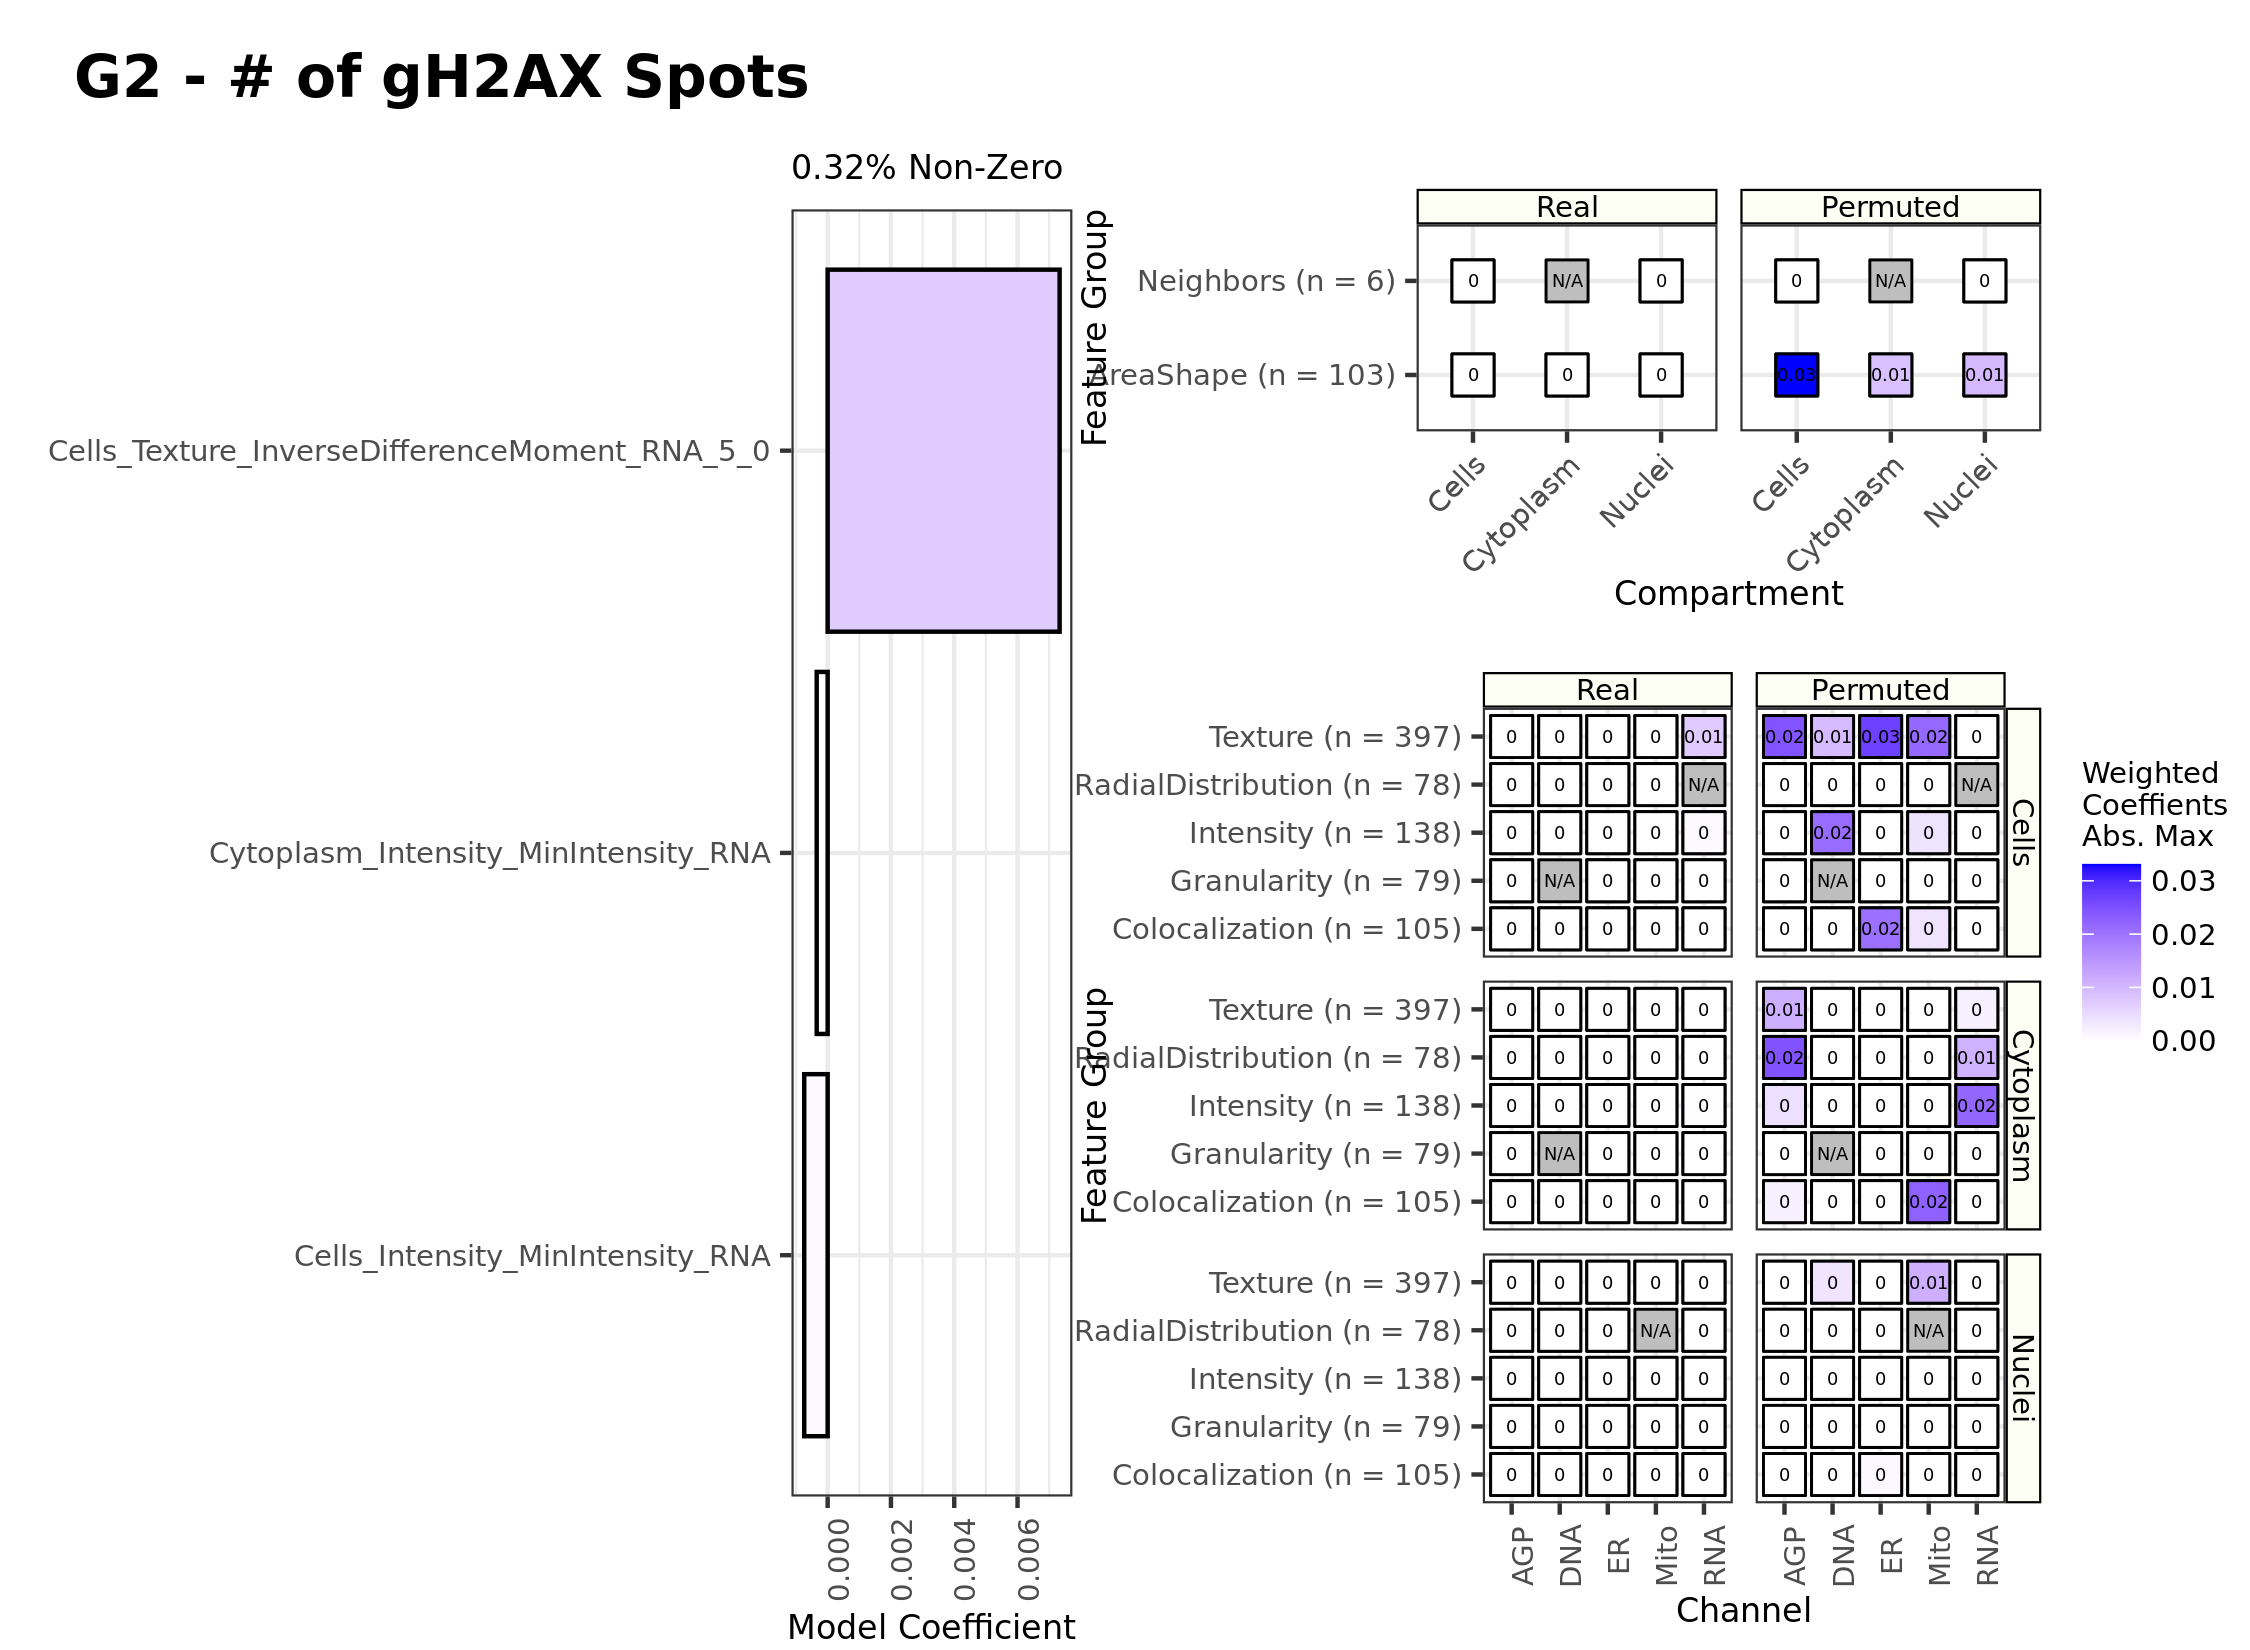 G2 - # of gH2AX Spots
0.32% Non-Zero
Cells_Texture_InverseDifferenceMoment_RNA_5_0
Cytoplasm_Intensity_MinIntensity_RNA
Cells_Intensity_MinIntensity_RNA
0.000 0.002 0.004 0.006
Model Coefficient
Feature Group
Real Permuted
Neighbors (n = 6) 0 N/A 0 0 N/A 0
AreaShape (n = 103) 0 0 0 0.03 0.01 0.01
Cells Cytoplasm Nuclei Cells Cytoplasm Nuclei
Compartment
Feature Group
Real Permuted
Cells
Texture (n = 397) 0 0 0 0 0.01 0.02 0.01 0.03 0.02 0
RadialDistribution (n = 78) 0 0 0 0 N/A 0 0 0 0 N/A
Intensity (n = 138) 0 0 0 0 0 0 0.02 0 0 0
Granularity (n = 79) 0 N/A 0 0 0 0 N/A 0 0 0
Colocalization (n = 105) 0 0 0 0 0 0 0 0.02 0 0
Cytoplasm
Texture (n = 397) 0 0 0 0 0 0.01 0 0 0 0
RadialDistribution (n = 78) 0 0 0 0 0 0.02 0 0 0 0.01
Intensity (n = 138) 0 0 0 0 0 0 0 0 0 0.02
Granularity (n = 79) 0 N/A 0 0 0 0 N/A 0 0 0
Colocalization (n = 105) 0 0 0 0 0 0 0 0 0.02 0
Nuclei
Texture (n = 397) 0 0 0 0 0 0 0 0 0.01 0
RadialDistribution (n = 78) 0 0 0 N/A 0 0 0 0 N/A 0
Intensity (n = 138) 0 0 0 0 0 0 0 0 0 0
Granularity (n = 79) 0 0 0 0 0 0 0 0 0 0
Colocalization (n = 105) 0 0 0 0 0 0 0 0 0 0
AGP DNA ER Mito RNA AGP DNA ER Mito RNA
Channel
Weighted
Coeffients
Abs. Max
0.03
0.02
0.01
0.00